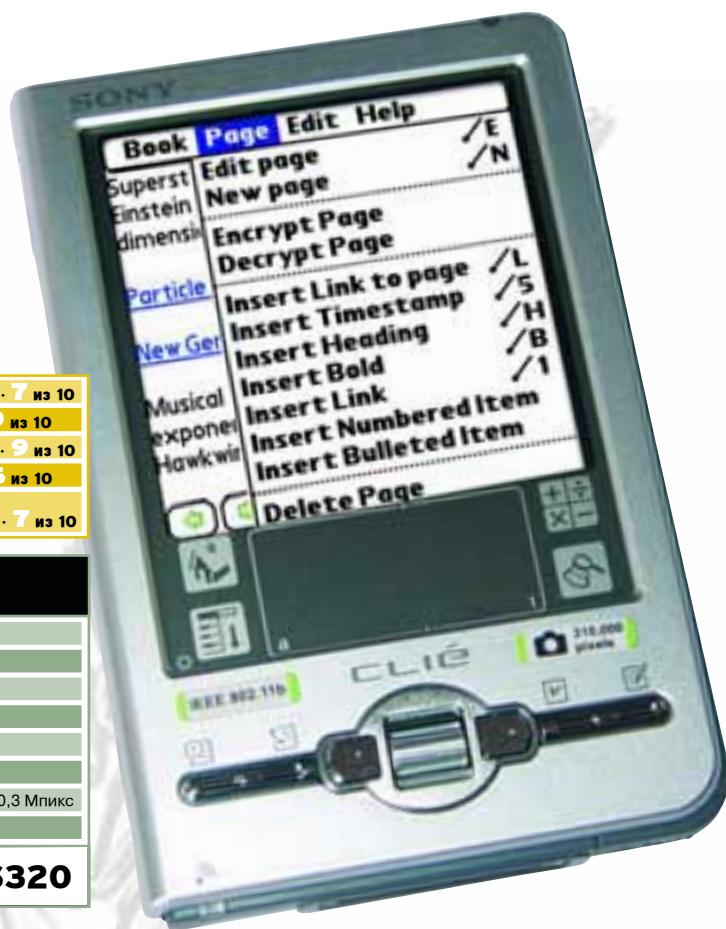 SONY
Book Page Edit Help
Superst
Einstein
dimensi
Particle
New Ger
Musical
exponen
Hawkwin
Edit page /E
New page /N
Encrypt Page
Decrypt Page
Insert Link to page /L
Insert Timestamp /S
Insert Heading /H
Insert Bold /B
Insert Link /1
Insert Numbered Item
Insert Bulleted Item
Delete Page
CLIÉ
IEEE 802.11b
310,000
pixels
7 из 10
из 10
9 из 10
из 10
7 из 10
0,3 Мпикс
$320